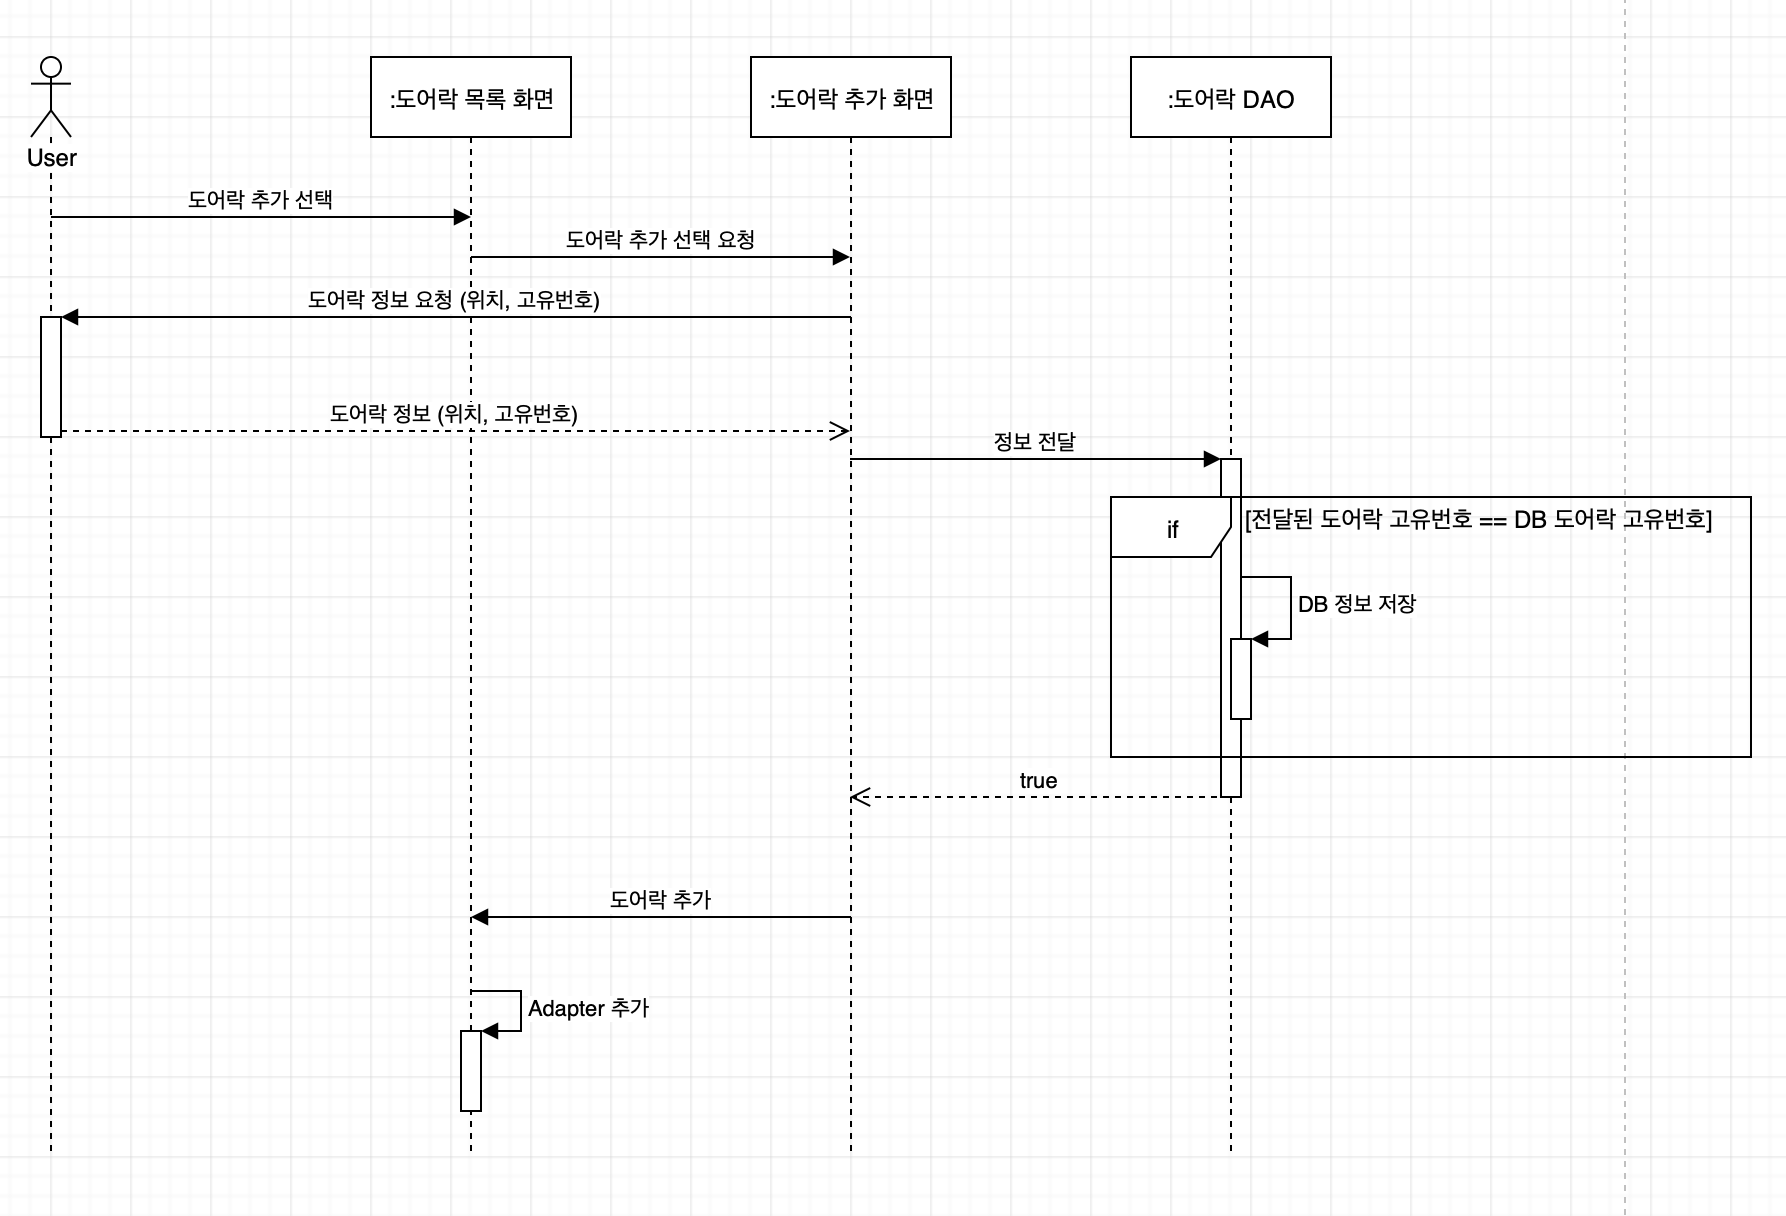 :도어락 목록 화면
:도어락 추가 화면
:도어락 DAO
User
도어락 추가 선택
도어락 추가 선택 요청
도어락 정보 요청 (위치, 고유번호)
도어락 정보 (위치, 고유번호)
정보 전달
if
[전달된 도어락 고유번호 == DB 도어락 고유번호]
DB 정보 저장
true
도어락 추가
Adapter 추가